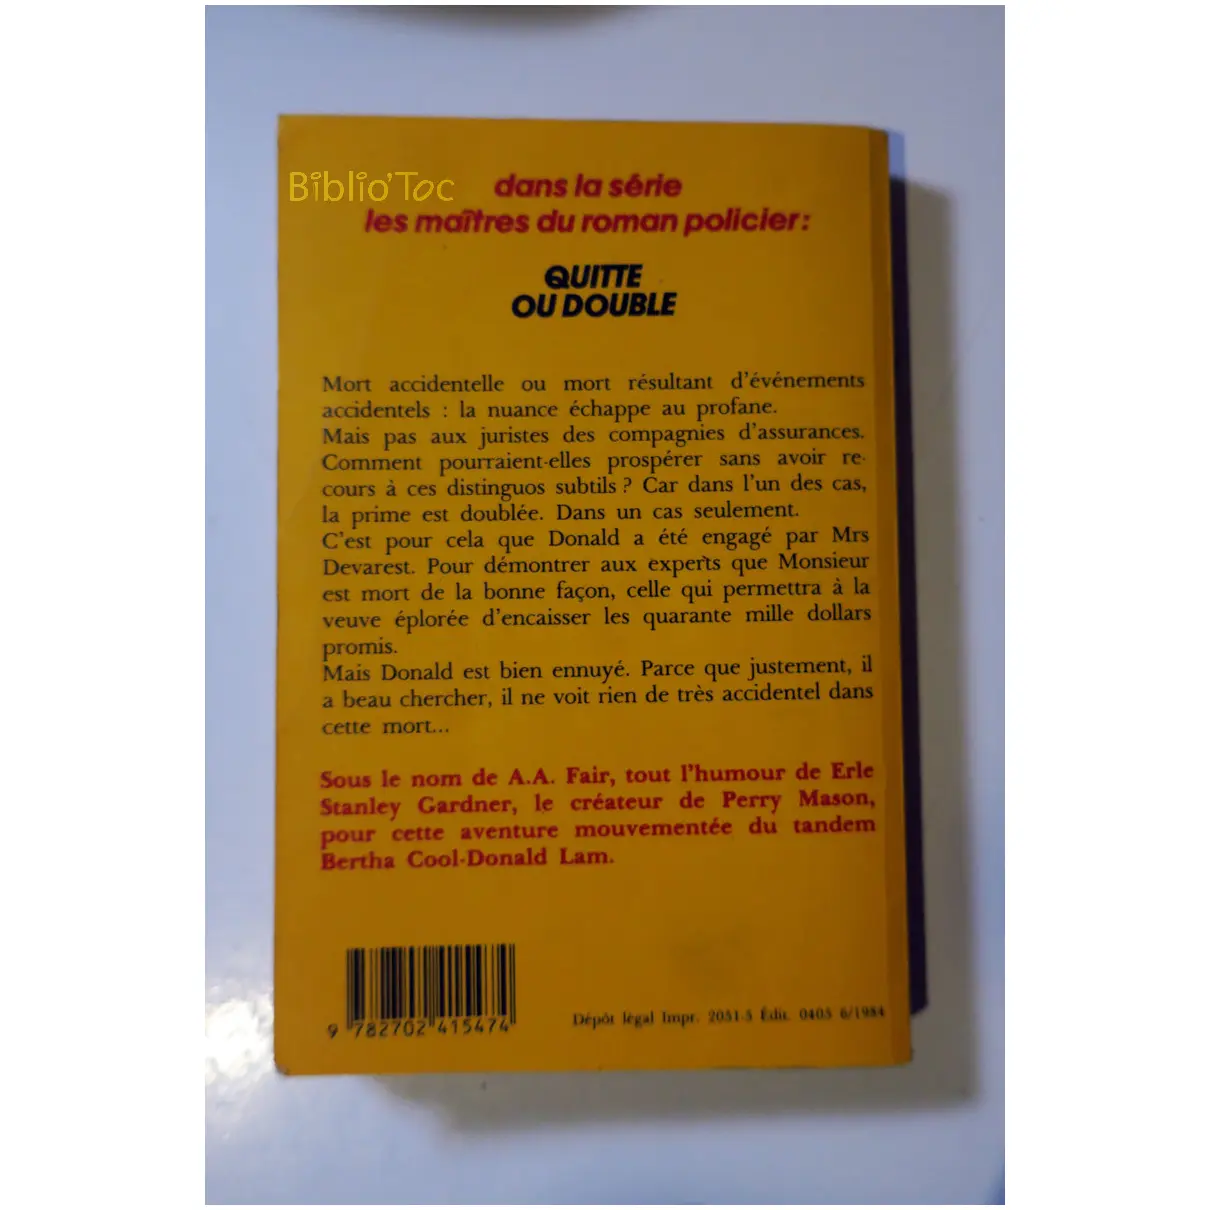 Biblio'Toc
dans la série
les maîtres du roman policier :
QUITTE
OU DOUBLE
Mort accidentelle ou mort résultant d'événements
accidentels : la nuance échappe au profane.
Mais pas aux juristes des compagnies d'assurances.
Comment pourraient-elles prospérer sans avoir re-
cours à ces distinguos subtils ? Car dans l'un des cas,
la prime est doublée. Dans un cas seulement.
C'est pour cela que Donald a été engagé par Mrs
Devarest. Pour démontrer aux experts que Monsieur
est mort de la bonne façon, celle qui permettra à la
veuve éplorée d'encaisser les quarante mille dollars
promis.
Mais Donald est bien ennuyé. Parce que justement, il
a beau chercher, il ne voit rien de très accidentel dans
cette mort...
Sous le nom de A.A. Fair, tout l'humour de Erle
Stanley Gardner, le créateur de Perry Mason,
pour cette aventure mouvementée du tandem
Bertha Cool-Donald Lam.
9 782702 415474
Dépôt légal Impr. 2051-5 Édit. 0403 6/1984